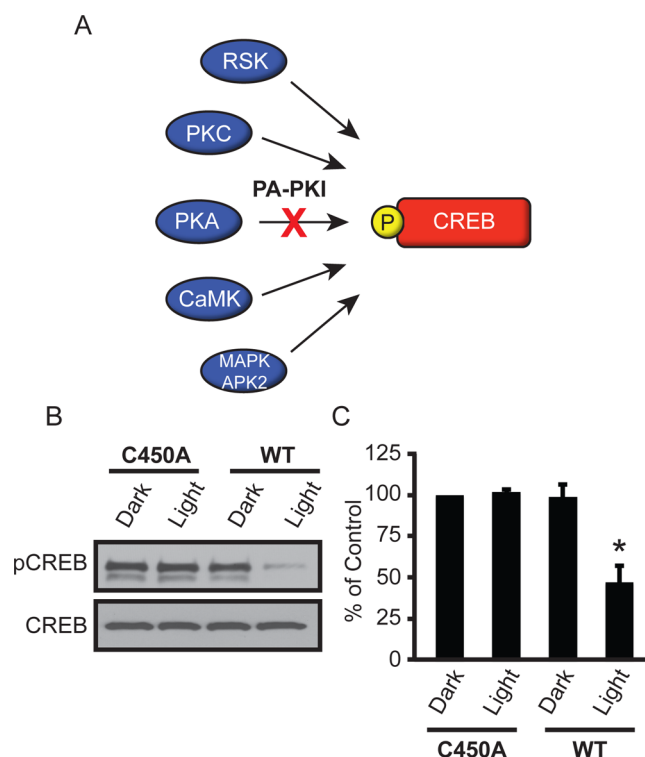 A
RSK
PKC
PA-PKI
PKA
X
P
CREB
CaMK
MAPK
APK2
B
C450A
WT
Dark
Light
Dark
Light
pCREB
CREB
C
% of Control
125
100
75
50
25
0
*
Dark
Light
Dark
Light
C450A
WT